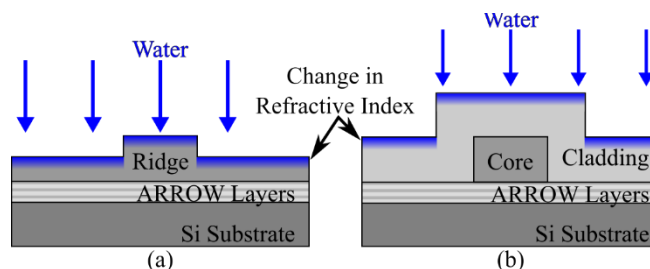 Water
Ridge
ARROW Layers
Si Substrate
(a)
Change in
Refractive Index
Water
Core
Cladding
ARROW Layers
Si Substrate
(b)